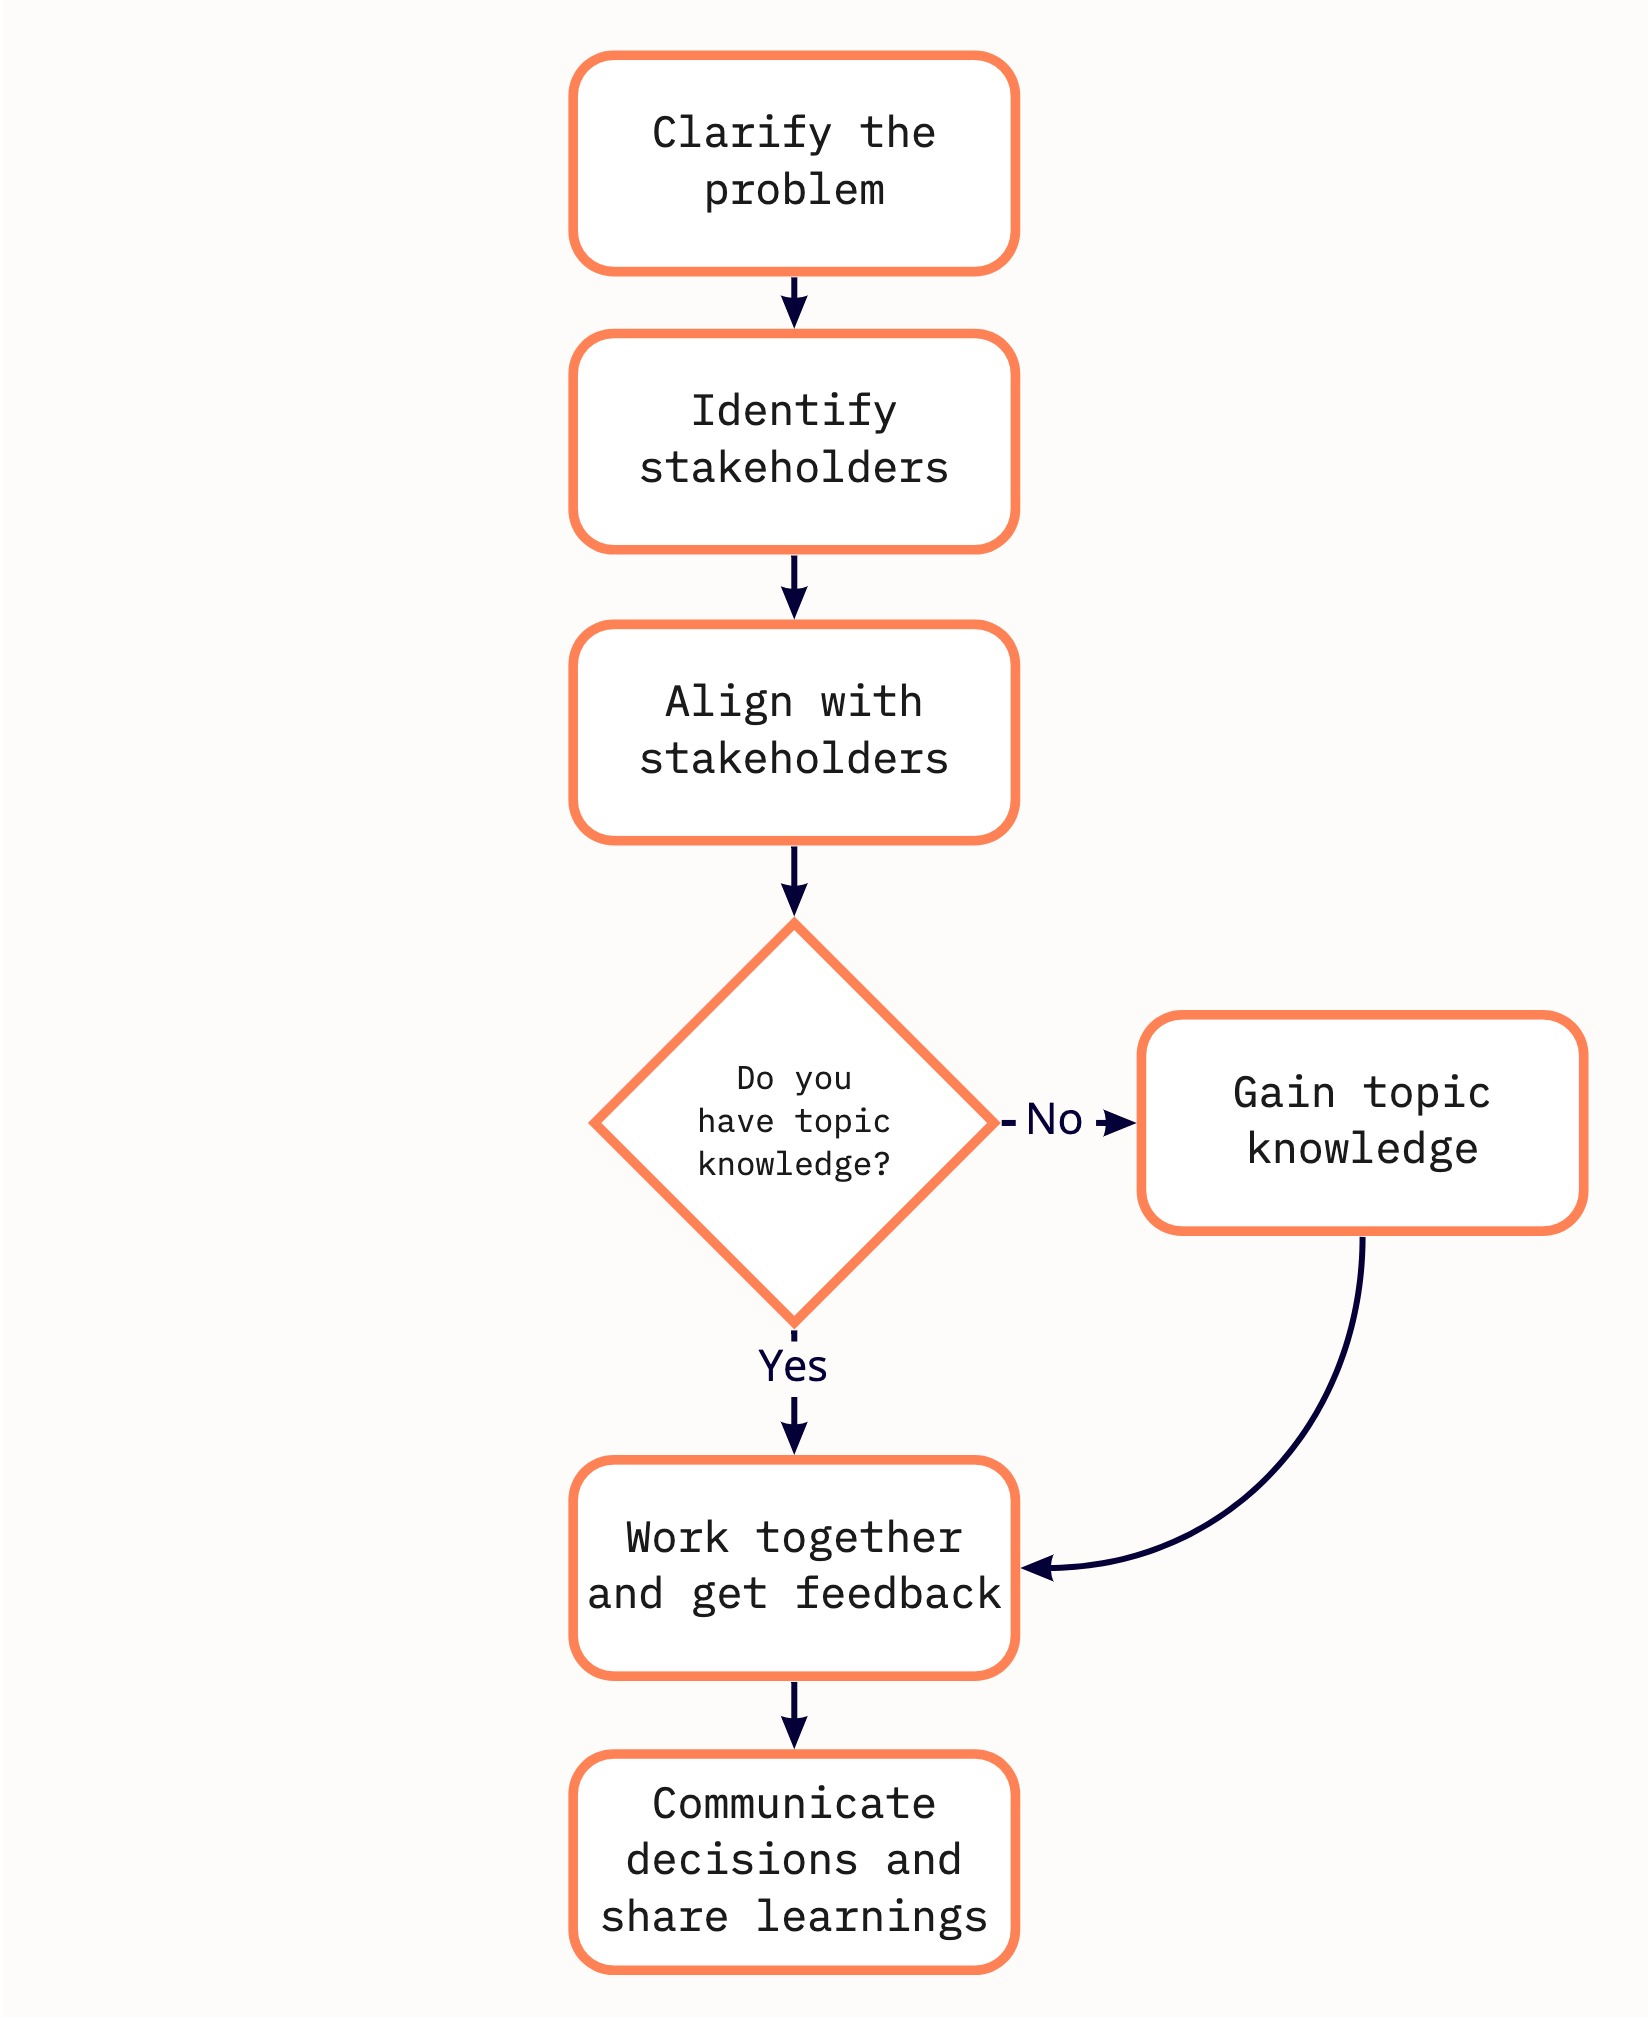 Clarify the
problem
Identify
stakeholders
Align with
stakeholders
Do you
have topic
knowledge?
No
Gain topic
knowledge
Yes
Work together
and get feedback
Communicate
decisions and
share learnings